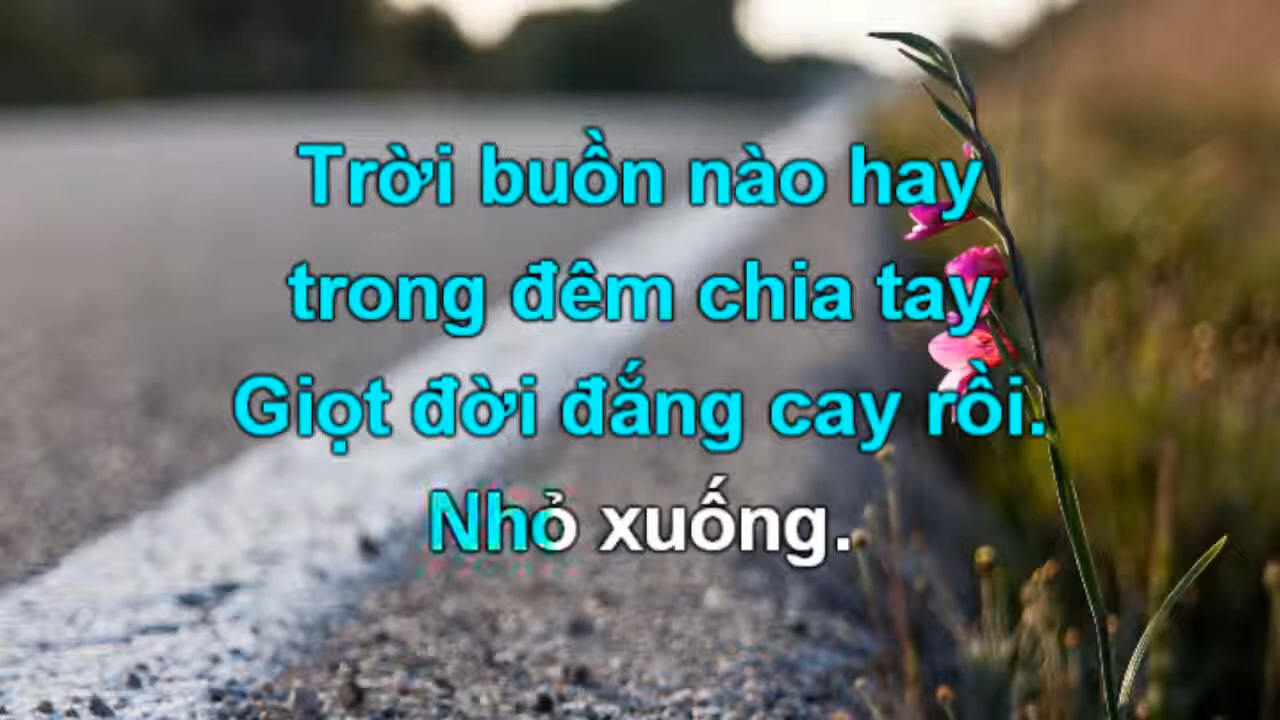 Trời buồn nào hay
trong đêm chia tay
Giọt đời đắng cay rồi.
Nhỏ xuống.